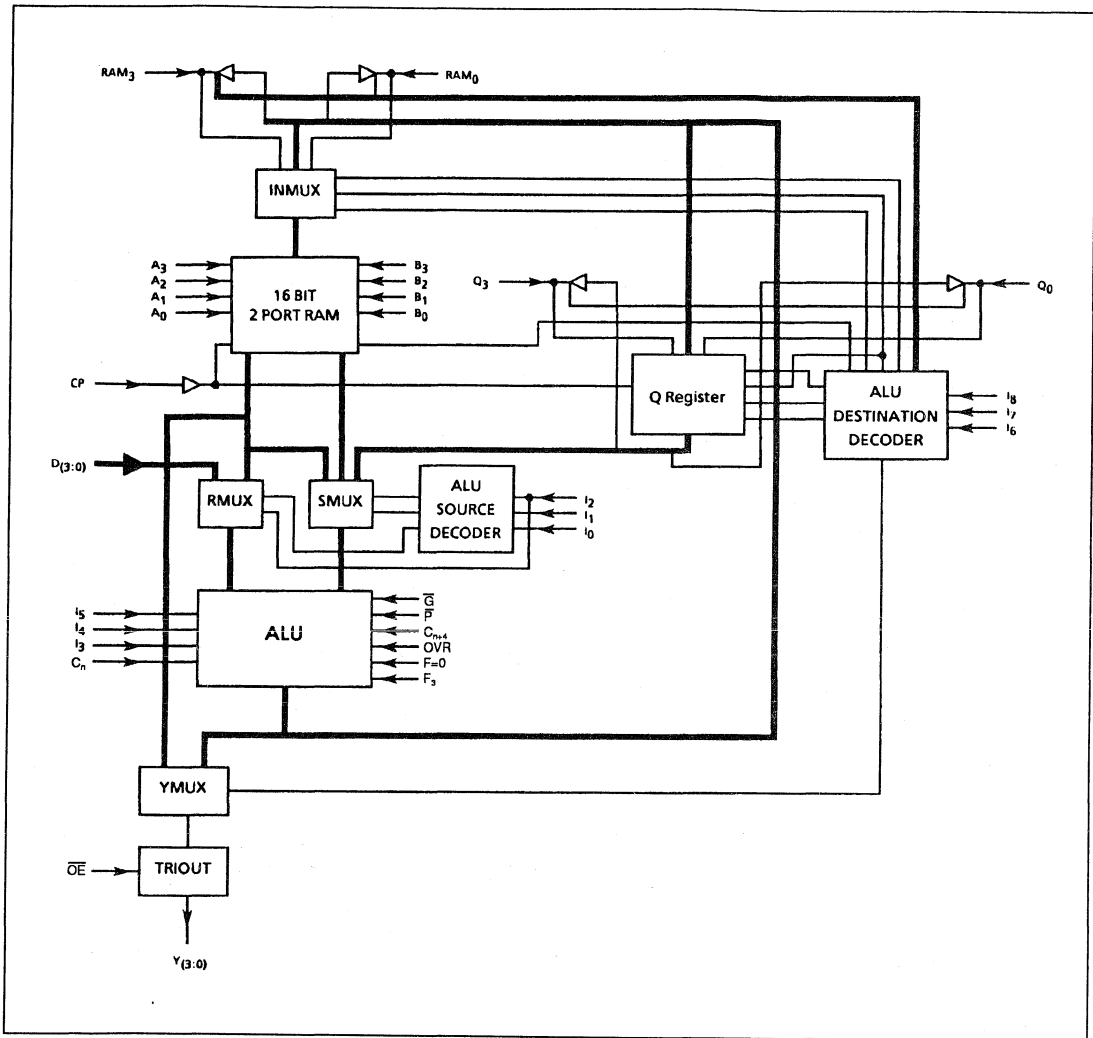 RAM₃
RAM₀
INMUX
A₃
A₂
A₁
A₀
16 BIT
2 PORT RAM
B₃
B₂
B₁
B₀
Q₃
Q₀
CP
Q Register
ALU
DESTINATION
DECODER
I₈
I₇
I₆
D(3:0)
RMUX
SMUX
ALU
SOURCE
DECODER
I₂
I₁
I₀
I₅
I₄
I₃
Cₙ
ALU
G̅
P̅
Cₙ₊₄
OVR
F=0
F₃
YMUX
O̅E̅
TRIOUT
Y(3:0)